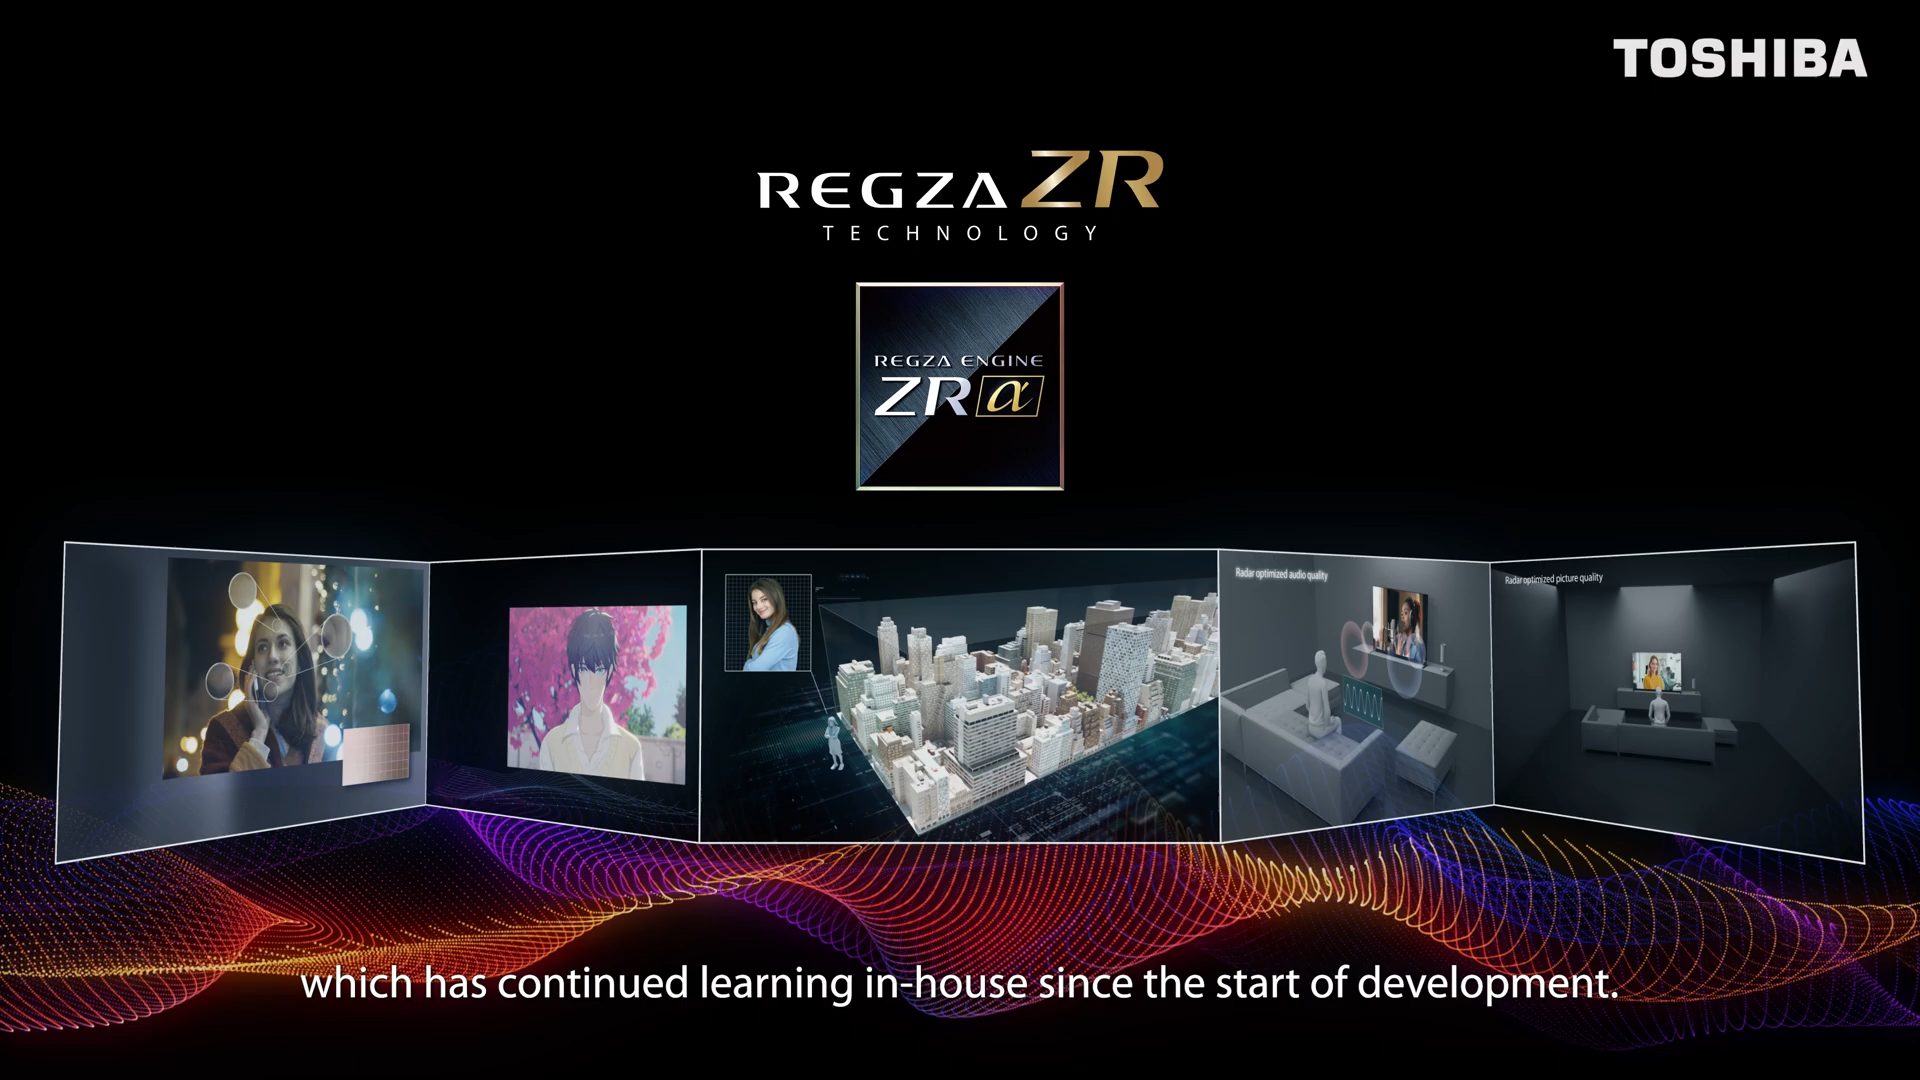 TOSHIBA
REGZA ZR
TECHNOLOGY
REGZA ENGINE
ZR α
Radar optimized audio quality
Radar optimized picture quality
which has continued learning in-house since the start of development.